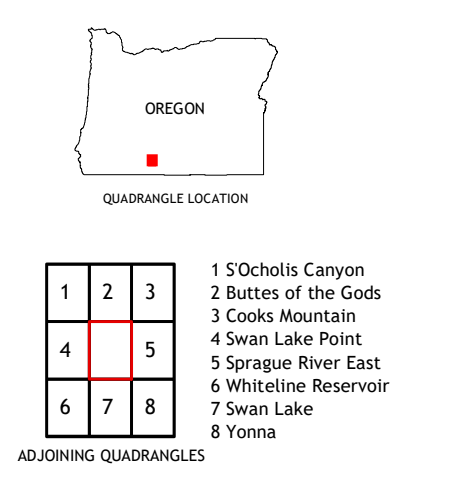 OREGON
QUADRANGLE LOCATION
1 2 3
4 5
6 7 8
ADJOINING QUADRANGLES
1 S'Ocholis Canyon
2 Buttes of the Gods
3 Cooks Mountain
4 Swan Lake Point
5 Sprague River East
6 Whiteline Reservoir
7 Swan Lake
8 Yonna